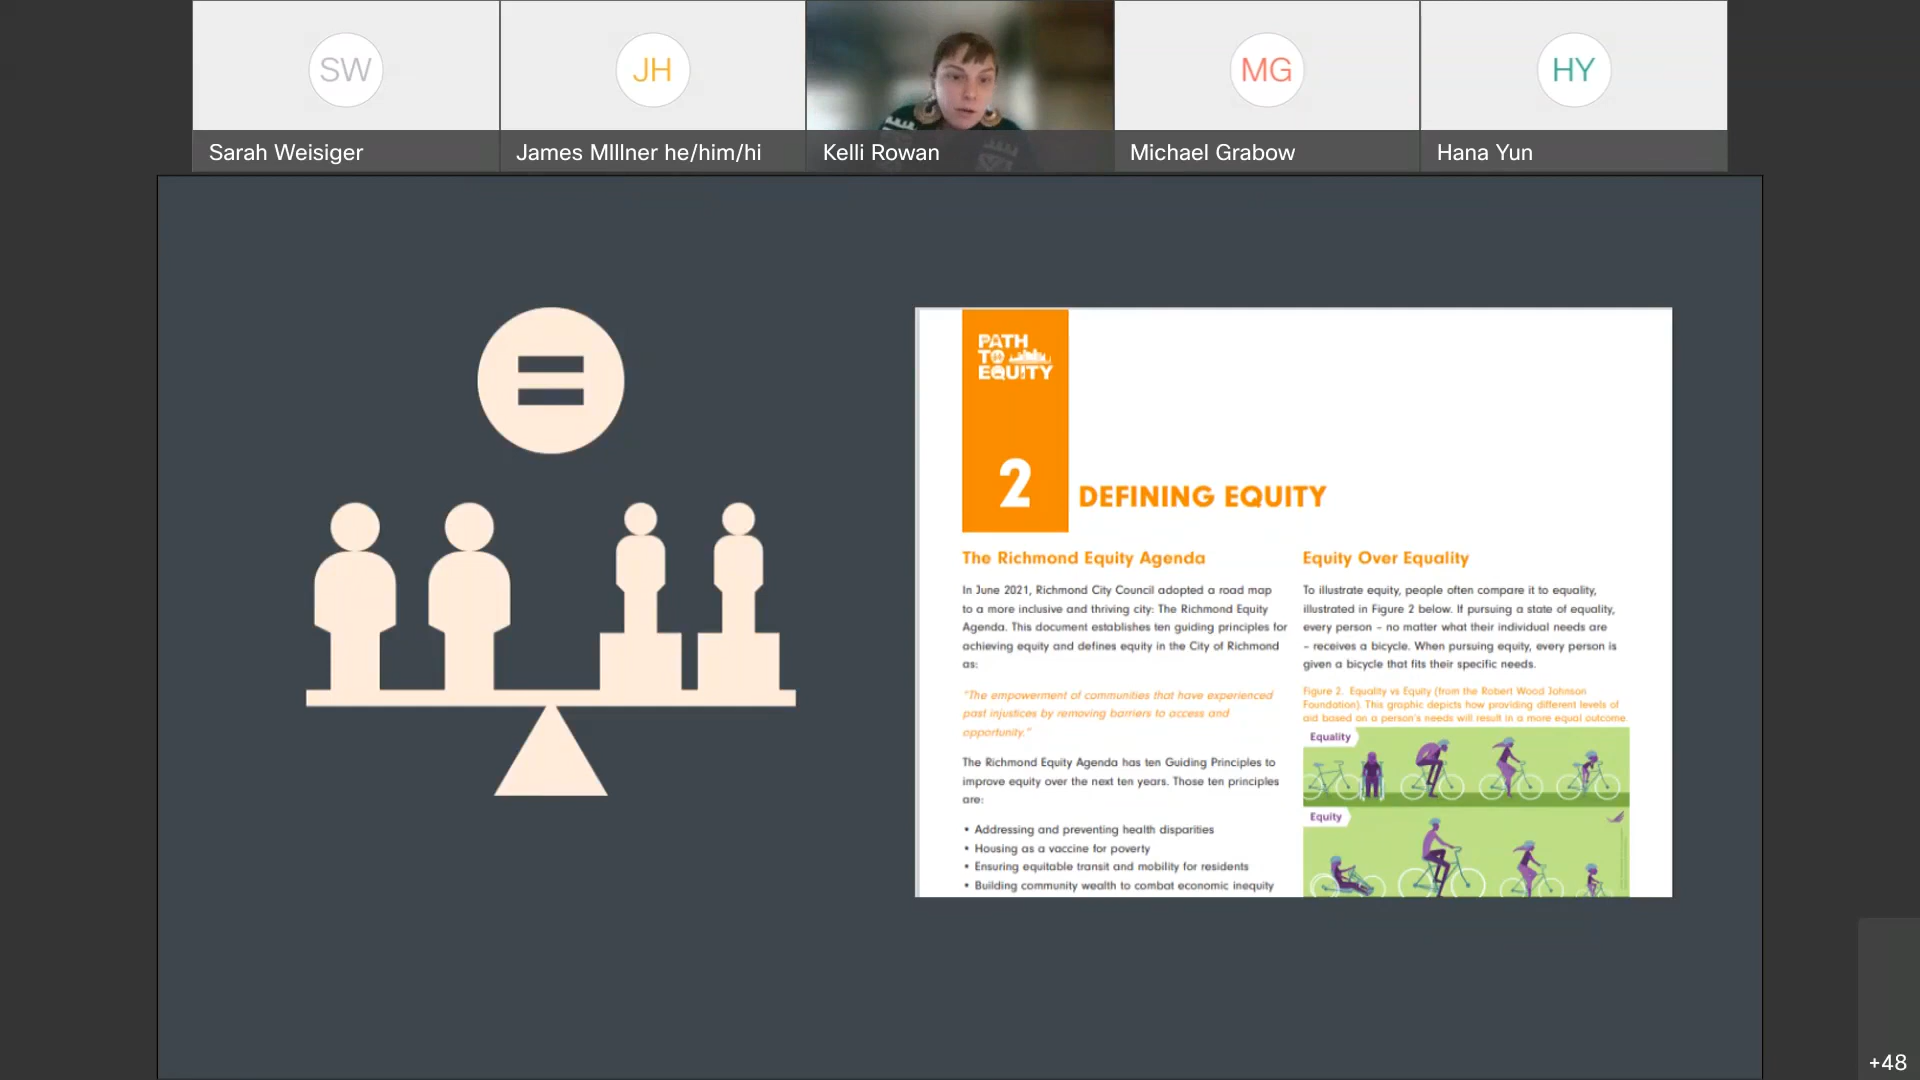 SW
JH
MG
HY
Sarah Weisiger
James MIllner he/him/hi
Kelli Rowan
Michael Grabow
Hana Yun
PATH
TO
EQUITY
2
DEFINING EQUITY
The Richmond Equity Agenda
In June 2021, Richmond City Council adopted a road map
to a more inclusive and thriving city: The Richmond Equity
Agenda. This document establishes ten guiding principles for
achieving equity and defines equity in the City of Richmond
as:
"The empowerment of communities that have experienced
past injustices by removing barriers to access and
opportunity."
The Richmond Equity Agenda has ten Guiding Principles to
improve equity over the next ten years. Those ten principles
are:
• Addressing and preventing health disparities
• Housing as a vaccine for poverty
• Ensuring equitable transit and mobility for residents
• Building community wealth to combat economic inequity
Equity Over Equality
To illustrate equity, people often compare it to equality,
illustrated in Figure 2 below. If pursuing a state of equality,
every person – no matter what their individual needs are
– receives a bicycle. When pursuing equity, every person is
given a bicycle that fits their specific needs.
Figure 2. Equality vs Equity (from the Robert Wood Johnson
Foundation). This graphic depicts how providing different levels of
aid based on a person's needs will result in a more equal outcome.
Equality
Equity
+48